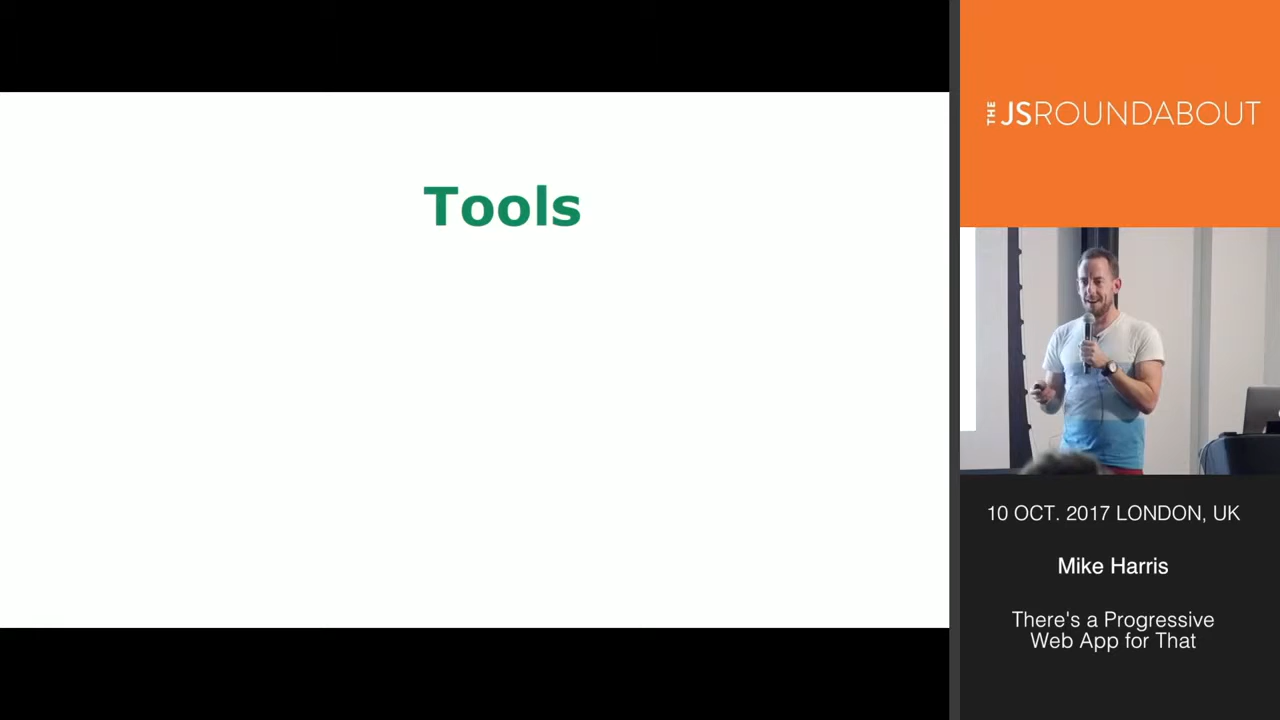 Tools
THE JSROUNDABOUT
10 OCT. 2017 LONDON, UK
Mike Harris
There's a Progressive
Web App for That